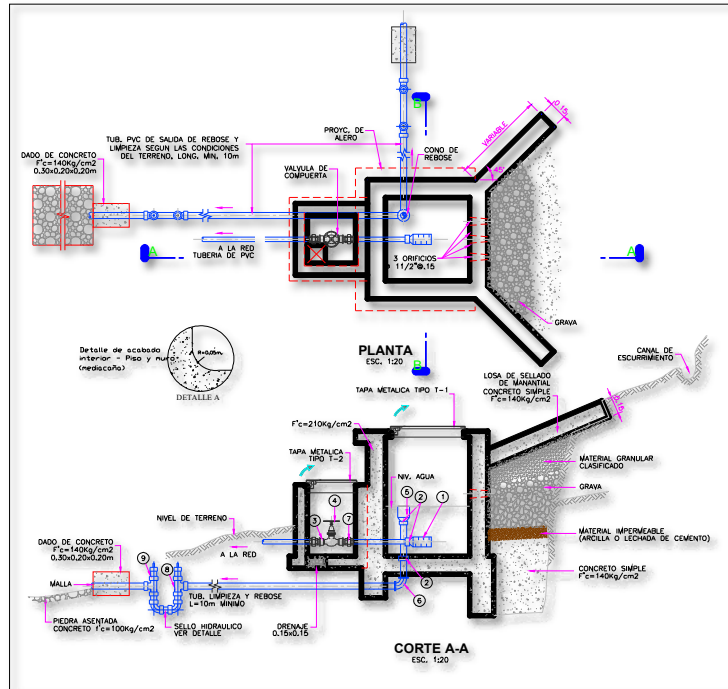 B
0.15
VARIABLE
45°
PROYC. DE
ALERO
CONO DE
REBOSE
TUB. PVC DE SALIDA DE REBOSE Y
LIMPIEZA SEGUN LAS CONDICIONES
DEL TERRENO, LONG. MIN. 10m
VALVULA DE
COMPUERTA
DADO DE CONCRETO
F'c=140Kg/cm2
0.30x0.20x0.20m
A
A
A LA RED
TUBERIA DE PVC
3 ORIFICIOS
11/2"@.15
GRAVA
B
PLANTA
ESC. 1:20
Detalle de acabado
interior - Piso y muro
(mediacaña)
R=0.05m
DETALLE A
CANAL DE
ESCURRIMIENTO
LOSA DE SELLADO
DE MANANTIAL
CONCRETO SIMPLE
F'c=140Kg/cm2
0.15
TAPA METALICA TIPO T-1
F'c=210Kg/cm2
TAPA METALICA
TIPO T-2
NIV. AGUA
MATERIAL GRANULAR
CLASIFICADO
GRAVA
MATERIAL IMPERMEABLE
(ARCILLA O LECHADA DE CEMENTO)
CONCRETO SIMPLE
F'c=140Kg/cm2
NIVEL DE TERRENO
A LA RED
DADO DE CONCRETO
F'c=140Kg/cm2
0.30x0.20x0.20m
MALLA
4
5
3
7
2
1
2
6
9
8
TUB. LIMPIEZA Y REBOSE
L=10m MINIMO
PIEDRA ASENTADA
CONCRETO f'c=100Kg/cm2
SELLO HIDRAULICO
VER DETALLE
DRENAJE
0.15x0.15
CORTE A-A
ESC. 1:20